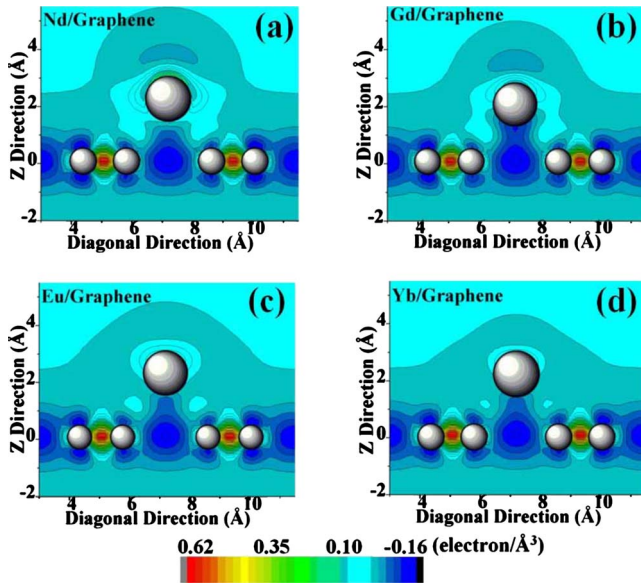 Nd/Graphene (a)
Z Direction (Å)
4
2
0
-2
4 6 8 10
Diagonal Direction (Å)
Gd/Graphene (b)
Z Direction (Å)
4
2
0
-2
4 6 8 10
Diagonal Direction (Å)
Eu/Graphene (c)
Z Direction (Å)
4
2
0
-2
4 6 8 10
Diagonal Direction (Å)
Yb/Graphene (d)
Z Direction (Å)
4
2
0
-2
4 6 8 10
Diagonal Direction (Å)
0.62 0.35 0.10 -0.16 (electron/Å³)